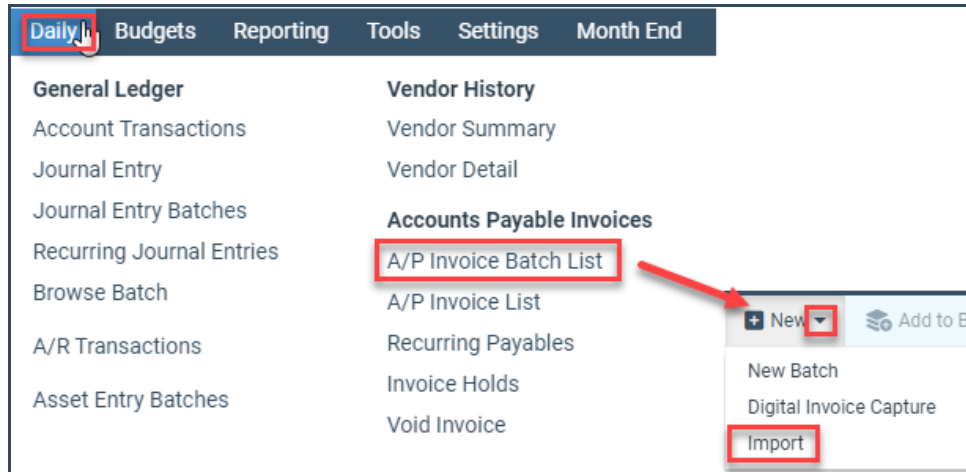 Daily Budgets Reporting Tools Settings Month End
General Ledger
Account Transactions
Journal Entry
Journal Entry Batches
Recurring Journal Entries
Browse Batch
A/R Transactions
Asset Entry Batches
Vendor History
Vendor Summary
Vendor Detail
Accounts Payable Invoices
A/P Invoice Batch List
A/P Invoice List
Recurring Payables
Invoice Holds
Void Invoice
New Add to B
New Batch
Digital Invoice Capture
Import